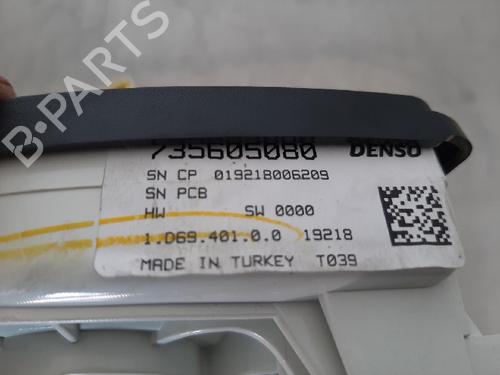 735605080 DENSO
SN CP 019218006209
SN PCB
HW SW 0000
1.D69.401.0.0 19218
MADE IN TURKEY T039
B-PARTS